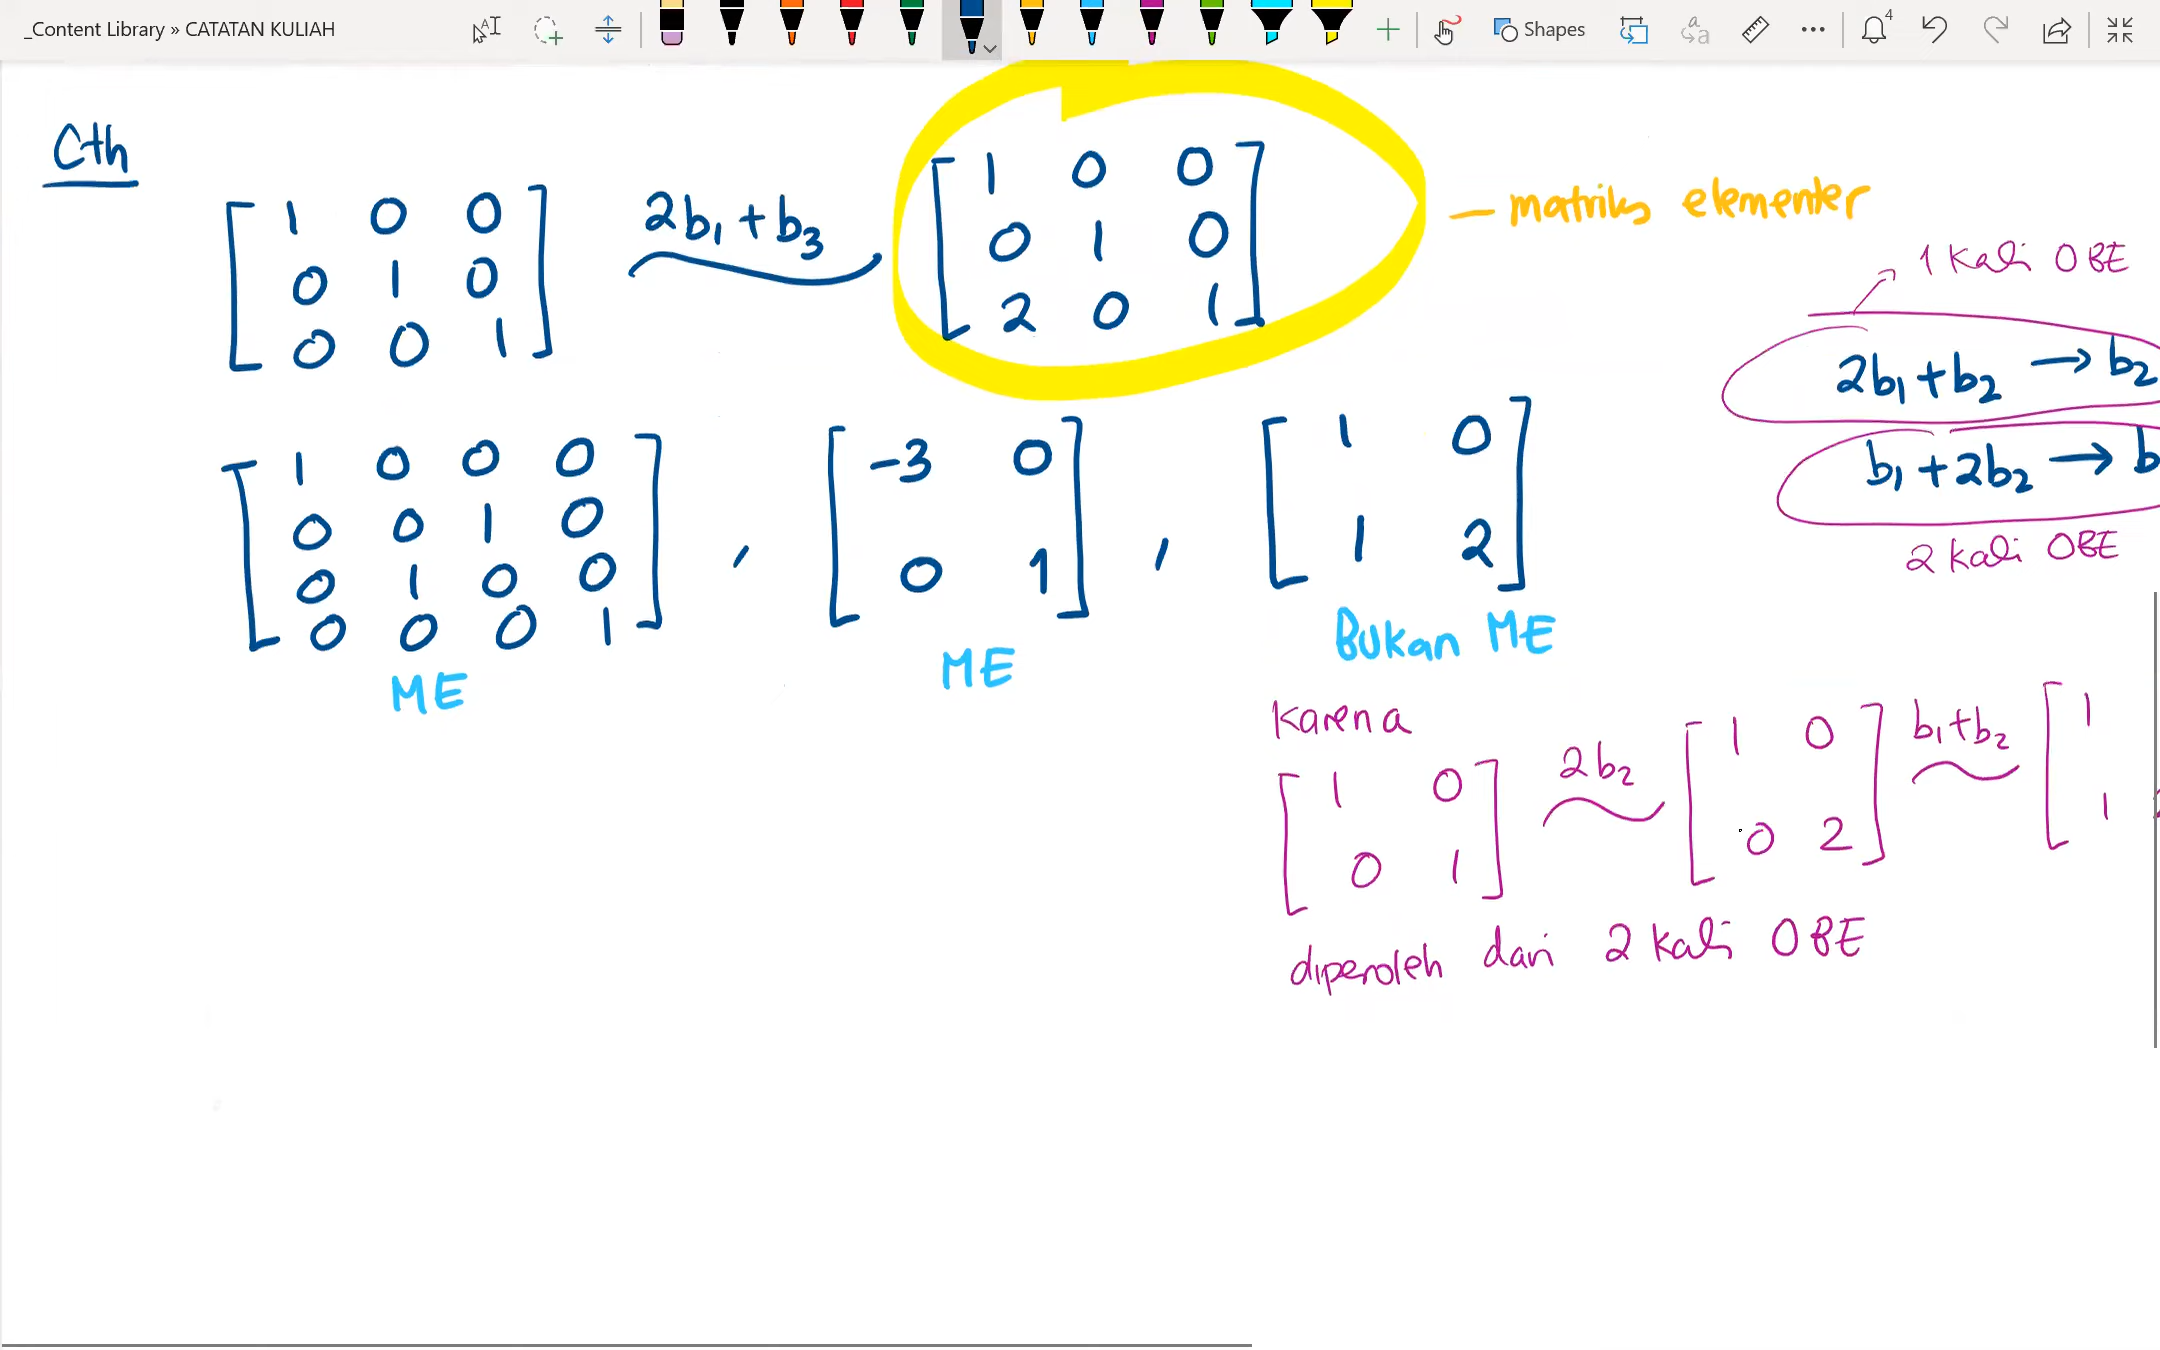 _Content Library » CATATAN KULIAH
Shapes
4
Cth
[1 0 0
0 1 0
0 0 1]
2b₁ + b₃
[1 0 0
0 1 0
2 0 1]
— matriks elementer
1 kali OBE
2b₁ + b₂ → b₂
b₁ + 2b₂ → b
2 kali OBE
[1 0 0 0
0 0 1 0
0 1 0 0
0 0 0 1]
,
[-3 0
0 1]
,
[1 0
1 2]
ME
ME
Bukan ME
Karena
[1 0
0 1]
2b₂
[1 0
0 2]
b₁+b₂
[1
1
diperoleh dari 2 kali OBE